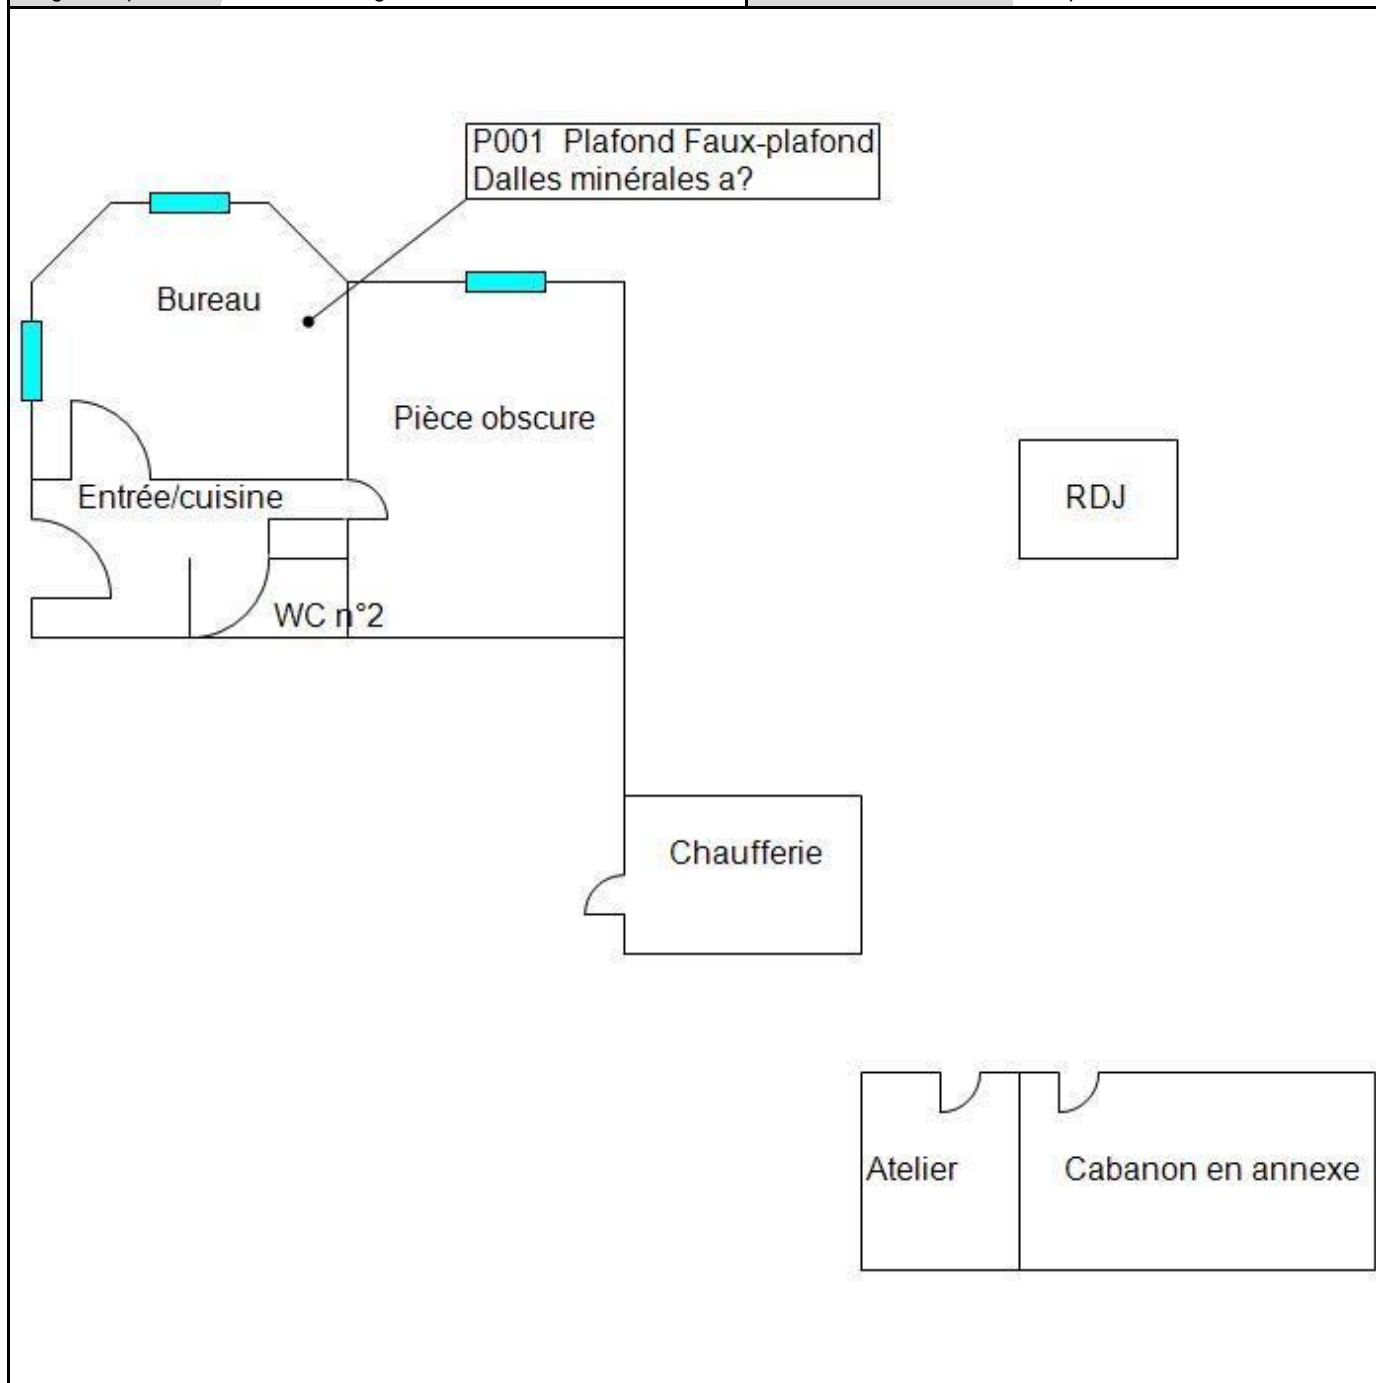 P001 Plafond Faux-plafond
Dalles minérales a?
Bureau
Pièce obscure
Entrée/cuisine
RDJ
WC n°2
Chaufferie
Atelier
Cabanon en annexe